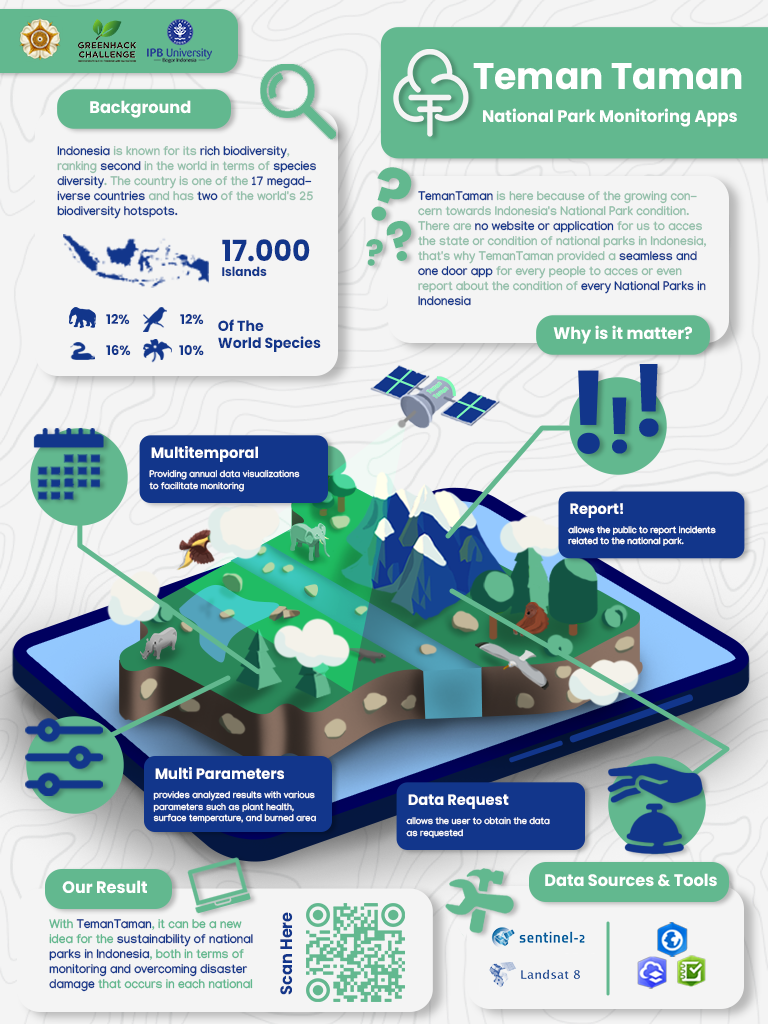 GREENHACK
CHALLENGE
IPB University
Bogor Indonesia
Teman Taman
National Park Monitoring Apps
Background
Indonesia is known for its rich biodiversity,
ranking second in the world in terms of species
diversity. The country is one of the 17 megad-
iverse countries and has two of the world's 25
biodiversity hotspots.
17.000
Islands
12%
12%
16%
10%
Of The
World Species
TemanTaman is here because of the growing con-
cern towards Indonesia's National Park condition.
There are no website or application for us to acces
the state or condition of national parks in Indonesia,
that's why TemanTaman provided a seamless and
one door app for every people to acces or even
report about the condition of every National Parks in
Indonesia
Why is it matter?
Multitemporal
Providing annual data visualizations
to facilitate monitoring
Report!
allows the public to report incidents
related to the national park.
Multi Parameters
provides analyzed results with various
parameters such as plant health,
surface temperature, and burned area
Data Request
allows the user to obtain the data
as requested
Our Result
With TemanTaman, it can be a new
idea for the sustainability of national
parks in Indonesia, both in terms of
monitoring and overcoming disaster
damage that occurs in each national
Scan Here
Data Sources & Tools
sentinel-2
Landsat 8